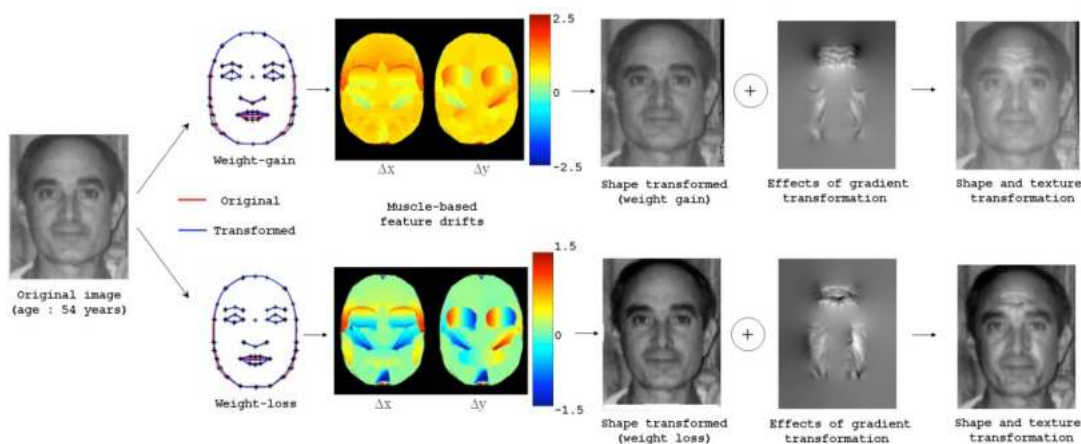 2.5
0
-2.5
Weight-gain
Δx Δy
Original
Transformed
Muscle-based
feature drifts
Shape transformed
(weight gain)
+
Effects of gradient
transformation
Shape and texture
transformation
Original image
(age : 54 years)
1.5
0
-1.5
Weight-loss
Δx Δy
Shape transformed
(weight loss)
+
Effects of gradient
transformation
Shape and texture
transformation